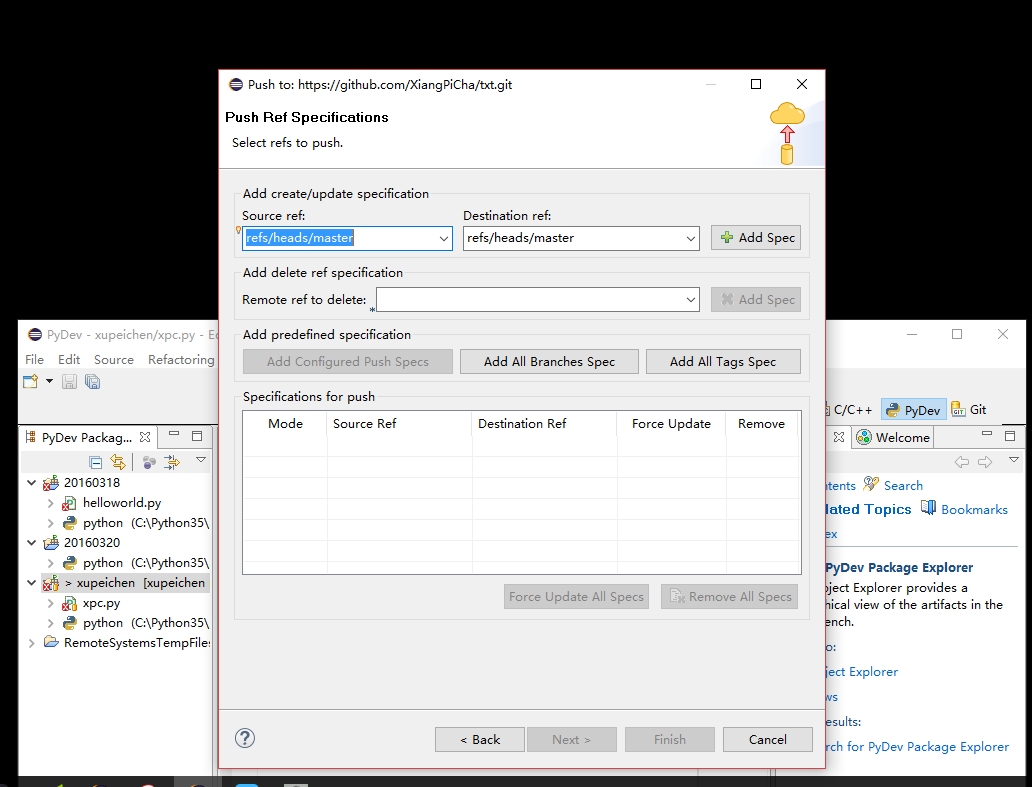 Push to: https://github.com/XiangPiCha/txt.git
Push Ref Specifications
Select refs to push.
Add create/update specification
Source ref:
Destination ref:
refs/heads/master
refs/heads/master
Add Spec
Add delete ref specification
Remote ref to delete:
Add Spec
Add predefined specification
Add Configured Push Specs
Add All Branches Spec
Add All Tags Spec
Specifications for push
Mode Source Ref Destination Ref Force Update Remove
Force Update All Specs
Remove All Specs
< Back
Next >
Finish
Cancel
PyDev - xupeichen/xpc.py - Ec
File Edit Source Refactoring
PyDev Packag...
20160318
helloworld.py
python (C:\Python35\
20160320
python (C:\Python35\
> xupeichen [xupeichen
xpc.py
python (C:\Python35\
RemoteSystemsTempFiles
C/C++
PyDev
Git
Welcome
ntents
Search
lated Topics
Bookmarks
ex
PyDev Package Explorer
oject Explorer provides a
hical view of the artifacts in the
ench.
o:
ject Explorer
ws
esults:
rch for PyDev Package Explorer